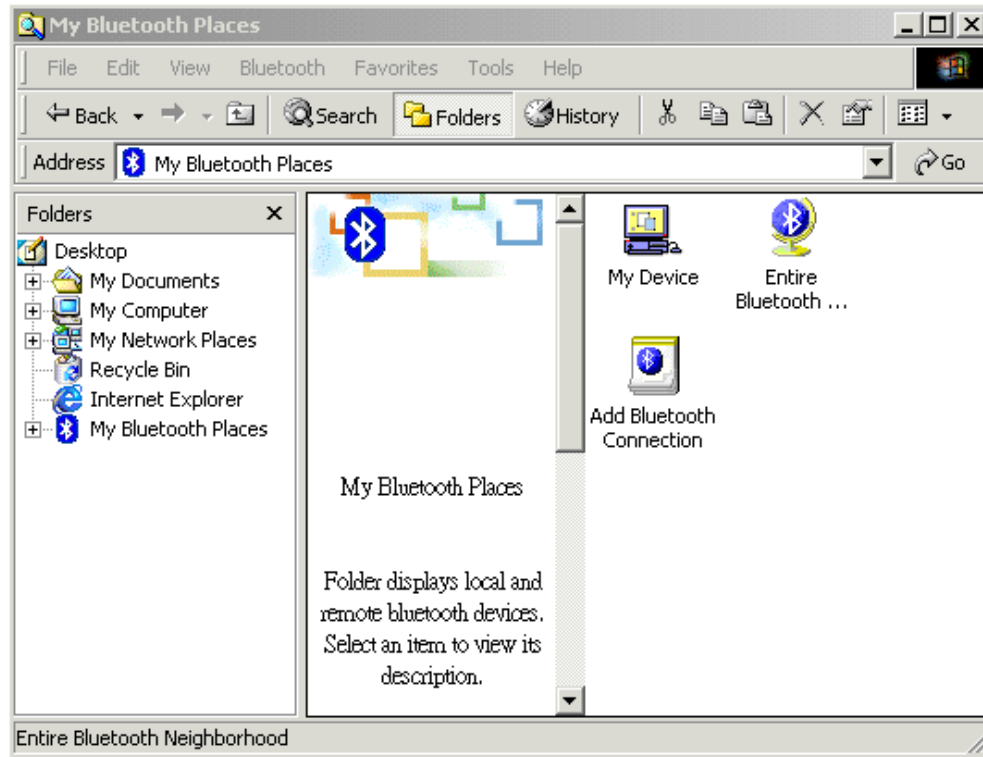 My Bluetooth Places
File Edit View Bluetooth Favorites Tools Help
Back Search Folders History
Address My Bluetooth Places Go
Folders
Desktop
My Documents
My Computer
My Network Places
Recycle Bin
Internet Explorer
My Bluetooth Places
My Bluetooth Places
Folder displays local and
remote bluetooth devices.
Select an item to view its
description.
My Device
Entire
Bluetooth ...
Add Bluetooth
Connection
Entire Bluetooth Neighborhood